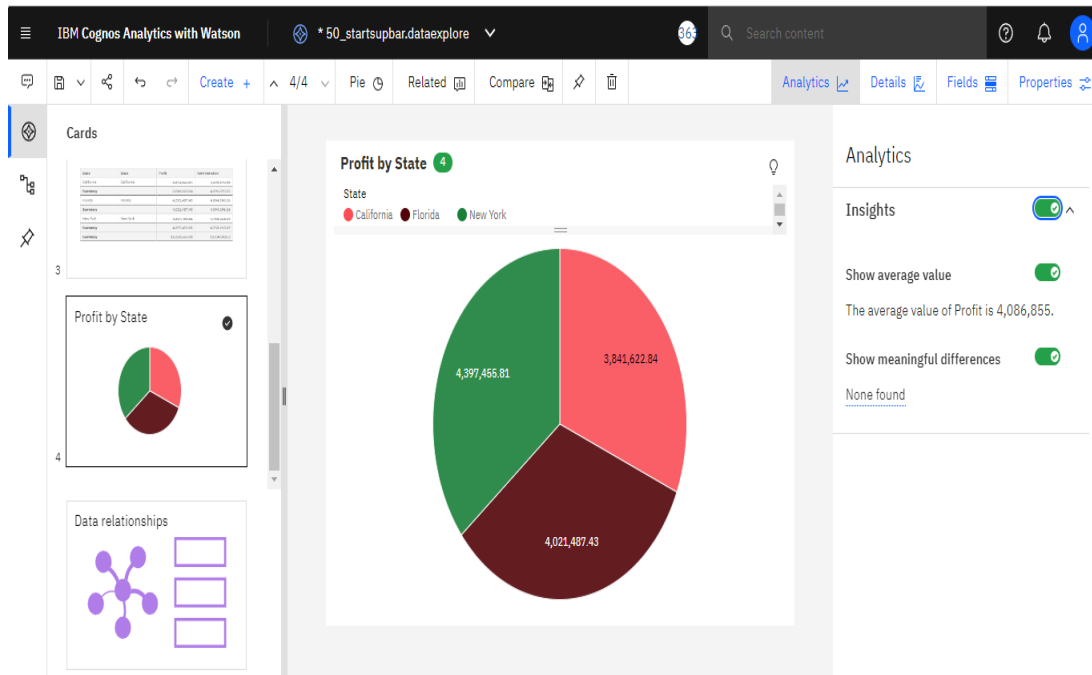 IBM Cognos Analytics with Watson
* 50_startsupbar.dataexplore
363
Search content
Create +
4/4
Pie
Related
Compare
Analytics
Details
Fields
Properties
Cards
3
Profit by State
4
Data relationships
Profit by State 4
State
California Florida New York
3,841,622.84
4,397,455.81
4,021,487.43
Analytics
Insights
Show average value
The average value of Profit is 4,086,855.
Show meaningful differences
None found